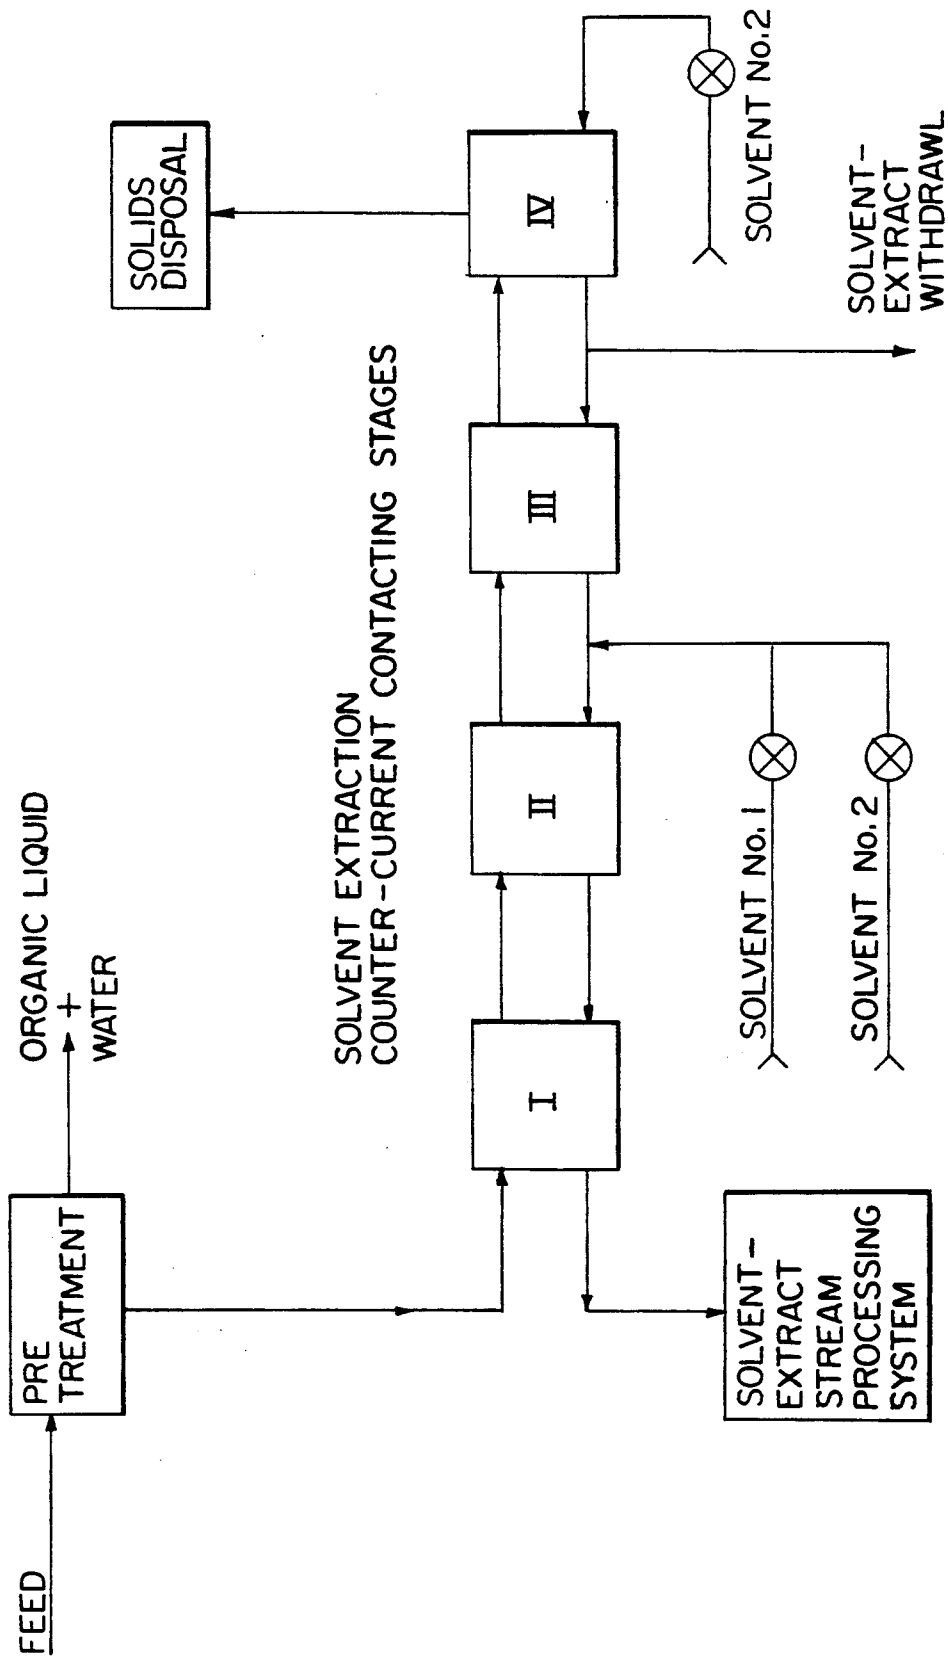 FEED
PRE
TREATMENT
ORGANIC LIQUID
+
WATER
SOLVENT EXTRACTION
COUNTER-CURRENT CONTACTING STAGES
SOLIDS
DISPOSAL
I
II
III
IV
SOLVENT-
EXTRACT
STREAM
PROCESSING
SYSTEM
SOLVENT No. 1
SOLVENT No. 2
SOLVENT No. 2
SOLVENT-
EXTRACT
WITHDRAWL